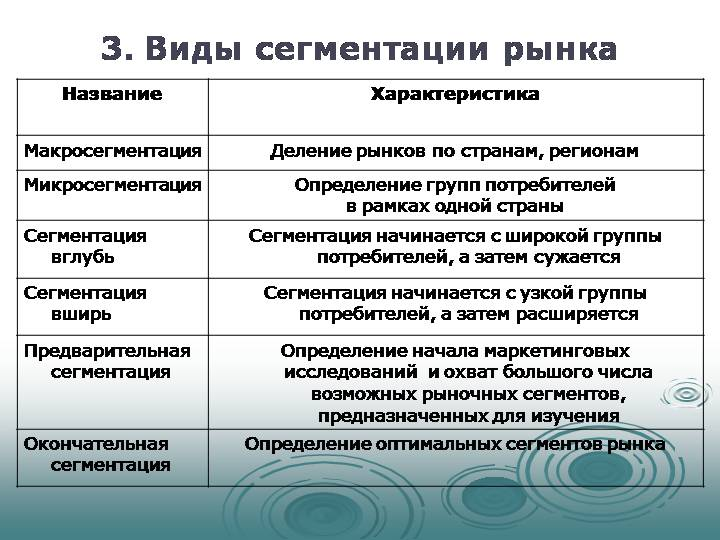 3. Виды сегментации рынка
Название
Характеристика
Макросегментация
Деление рынков по странам, регионам
Микросегментация
Определение групп потребителей
в рамках одной страны
Сегментация
вглубь
Сегментация начинается с широкой группы
потребителей, а затем сужается
Сегментация
вширь
Сегментация начинается с узкой группы
потребителей, а затем расширяется
Предварительная
сегментация
Определение начала маркетинговых
исследований и охват большого числа
возможных рыночных сегментов,
предназначенных для изучения
Окончательная
сегментация
Определение оптимальных сегментов рынка